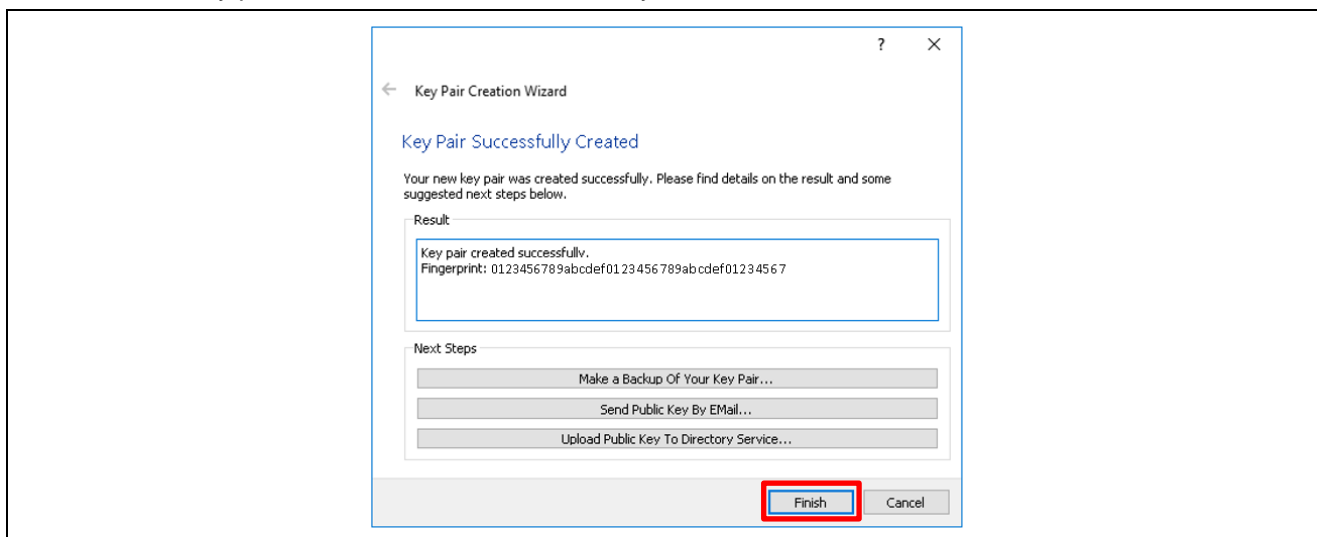 ?
Key Pair Creation Wizard
Key Pair Successfully Created
Your new key pair was created successfully. Please find details on the result and some
suggested next steps below.
Result
Key pair created successfully.
Fingerprint: 0123456789abcdef0123456789abcdef01234567
Next Steps
Make a Backup Of Your Key Pair...
Send Public Key By EMail...
Upload Public Key To Directory Service...
Finish Cancel